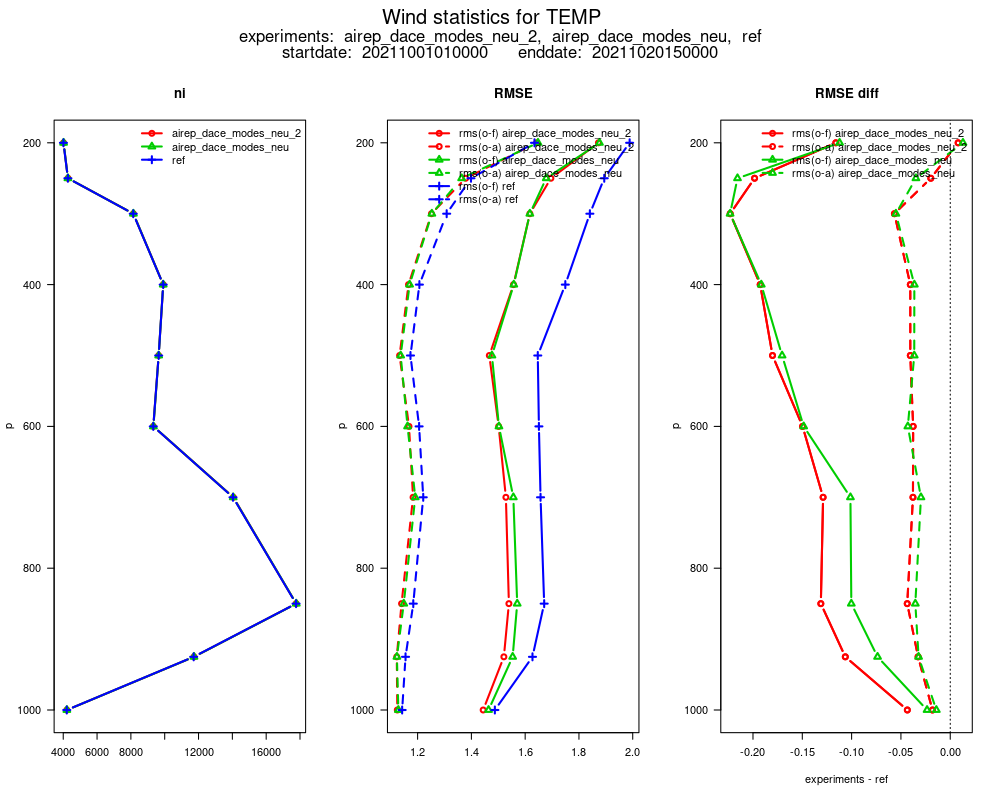 Wind statistics for TEMP
experiments: airep_dace_modes_neu_2, airep_dace_modes_neu, ref
startdate: 20211001010000 enddate: 20211020150000
ni
airep_dace_modes_neu_2
airep_dace_modes_neu
ref
p
200
400
600
800
1000
4000 6000 8000 12000 16000
RMSE
rms(o-f) airep_dace_modes_neu_2
rms(o-a) airep_dace_modes_neu_2
rms(o-f) airep_dace_modes_neu
rms(o-a) airep_dace_modes_neu
rms(o-f) ref
rms(o-a) ref
p
200
400
600
800
1000
1.2 1.4 1.6 1.8 2.0
RMSE diff
rms(o-f) airep_dace_modes_neu_2
rms(o-a) airep_dace_modes_neu_2
rms(o-f) airep_dace_modes_neu
rms(o-a) airep_dace_modes_neu
p
200
400
600
800
1000
-0.20 -0.15 -0.10 -0.05 0.00
experiments - ref